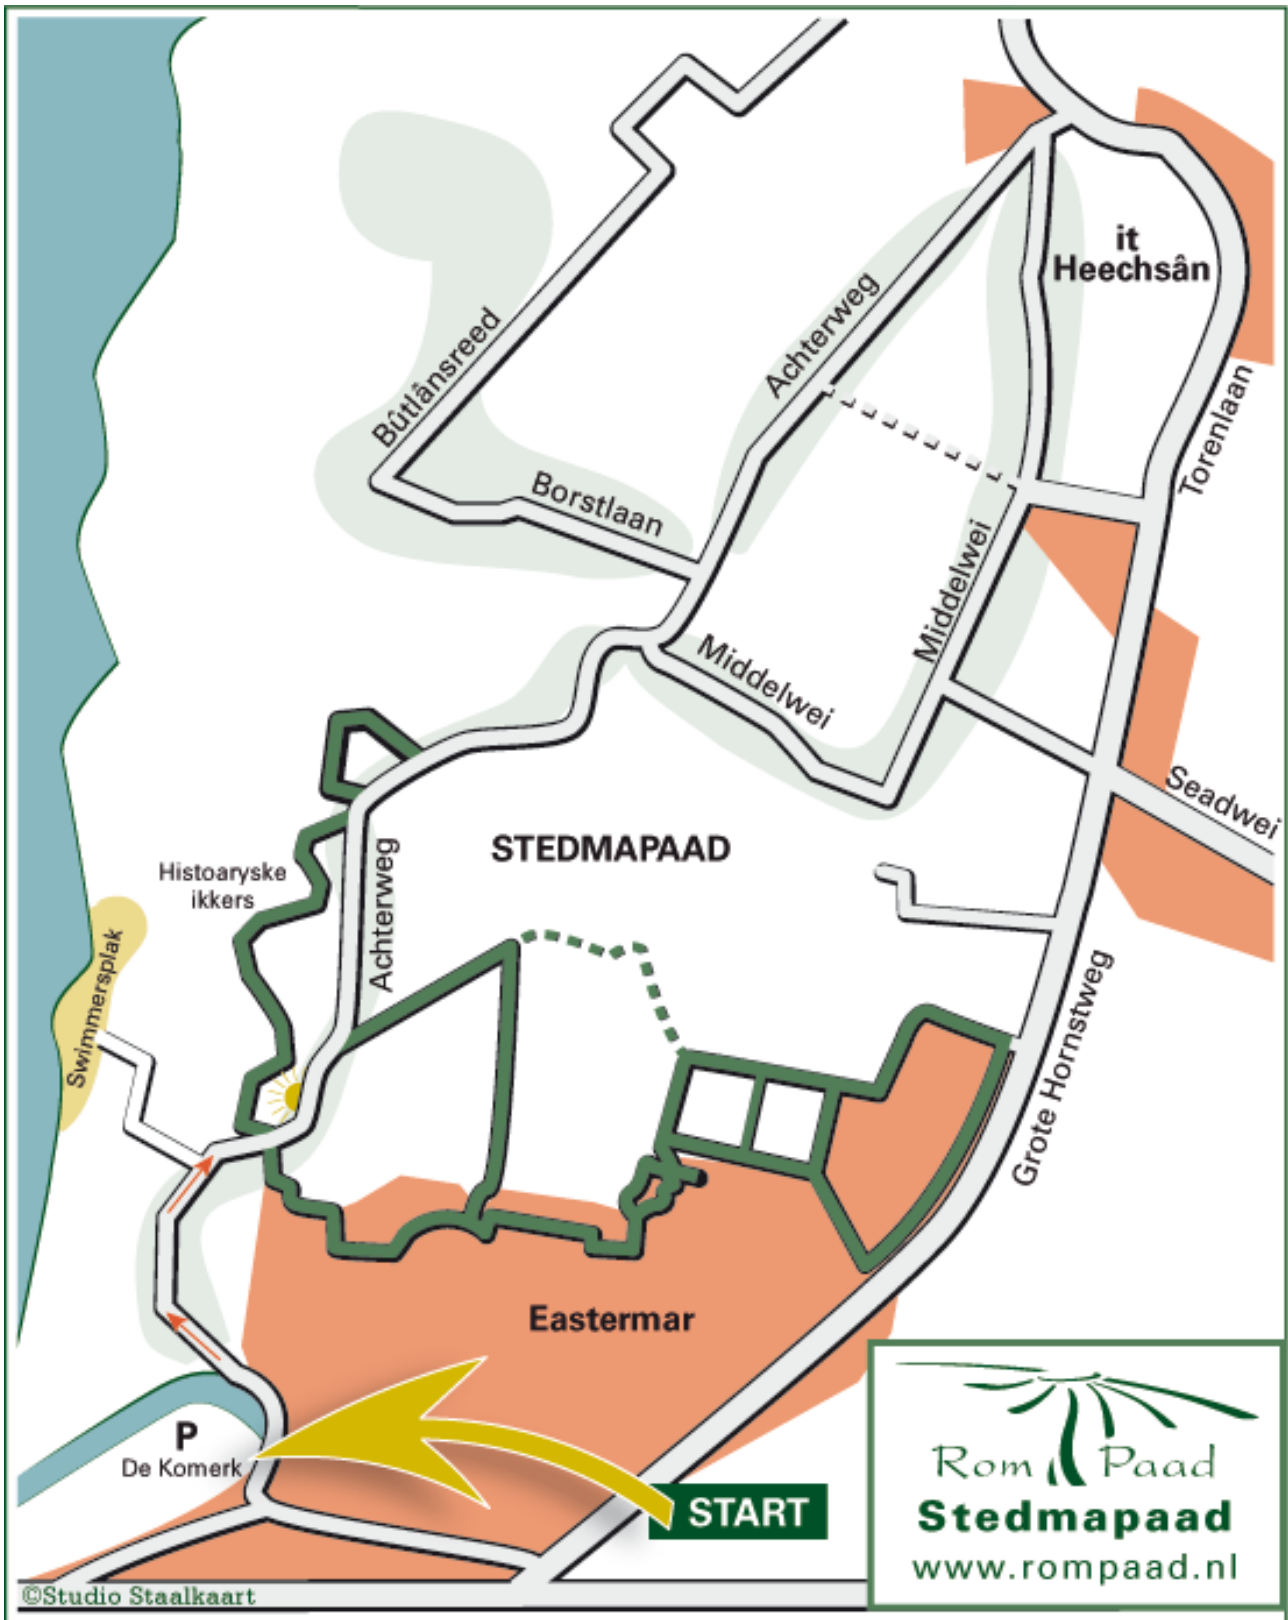 it
Heechsân
Achterweg
Bûtlânsreed
Torenlaan
Borstlaan
Middelwei
Middelwei
Seadwei
STEDMAPAAD
Histoaryske
ikkers
Achterweg
Swimmersplak
Grote Hornstweg
Eastermar
P
De Komerk
START
Rom Paad
Stedmapaad
www.rompaad.nl
©Studio Staalkaart